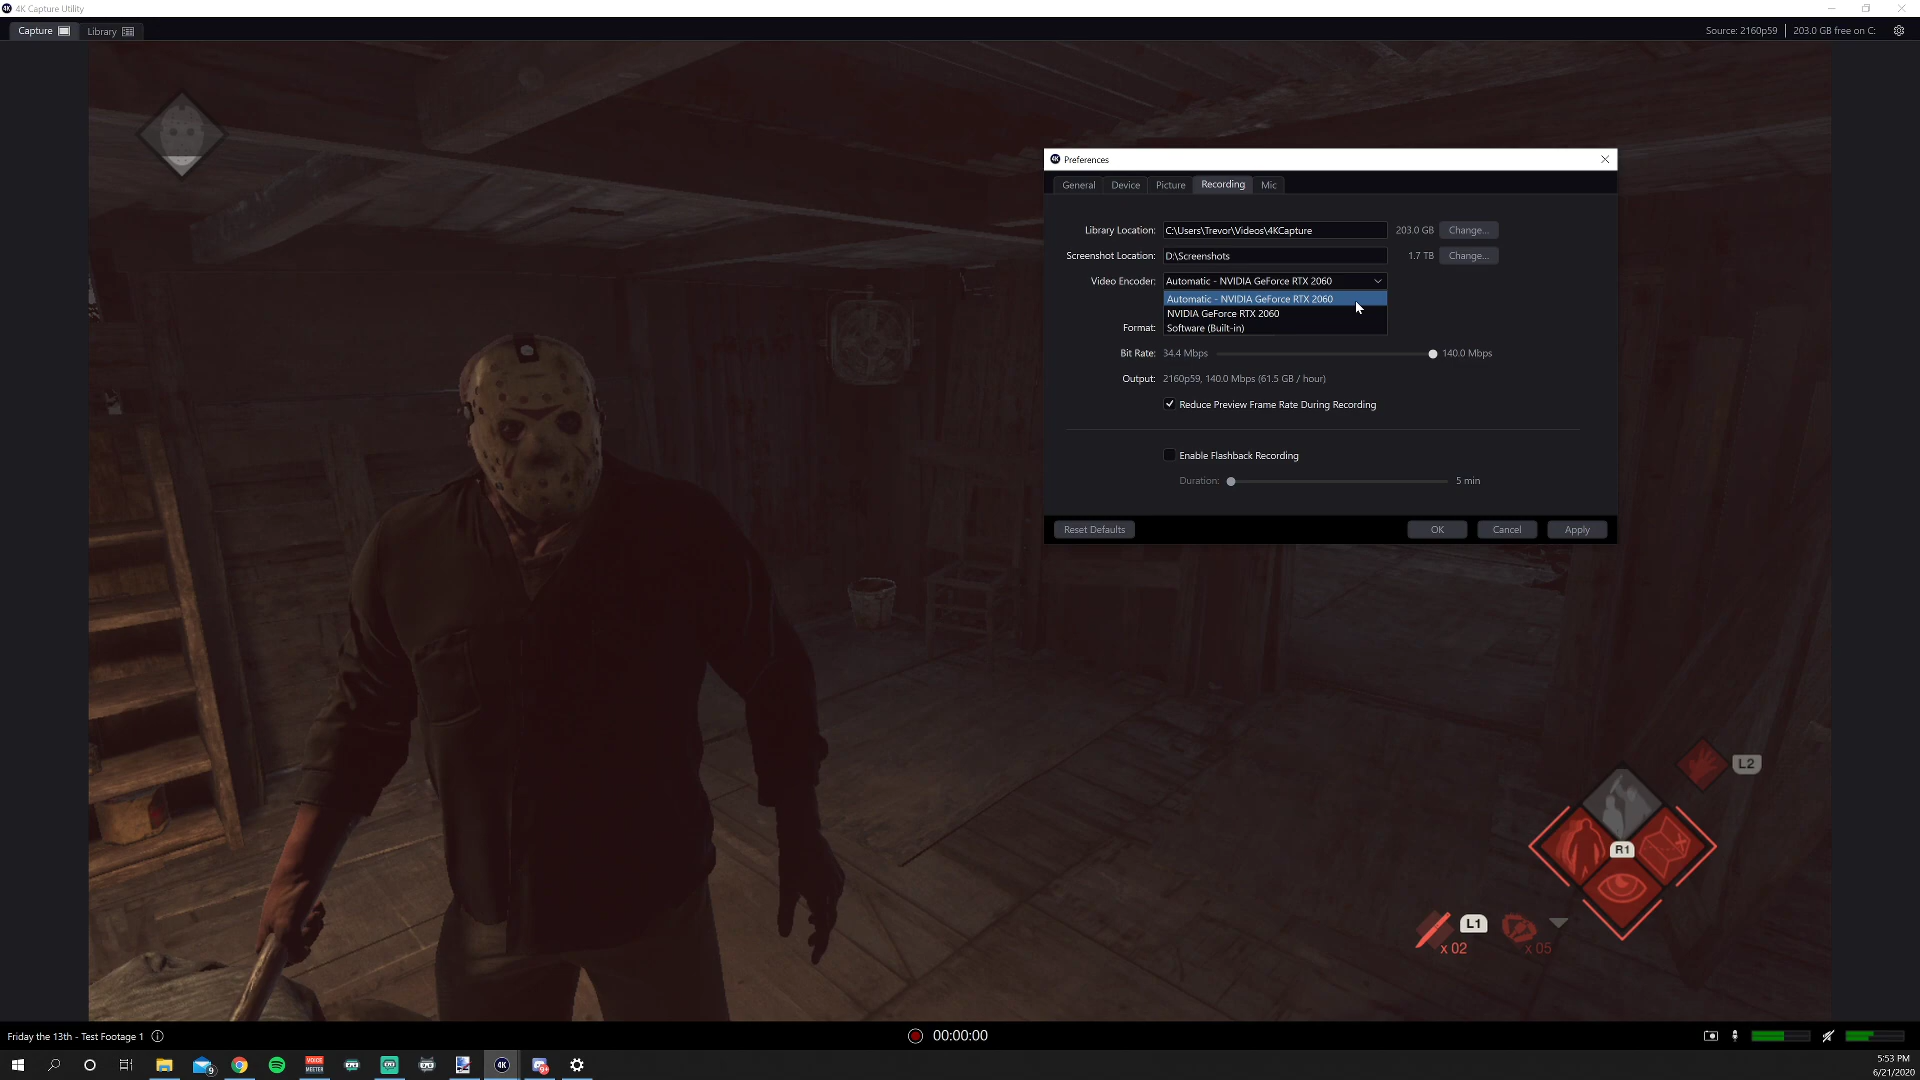 4K Capture Utility
Capture
Library
Source: 2160p59
203.0 GB free on C:
Preferences
General
Device
Picture
Recording
Mic
Library Location:
C:\Users\Trevor\Videos\4KCapture
203.0 GB
Change...
Screenshot Location:
D:\Screenshots
1.7 TB
Change...
Video Encoder:
Automatic - NVIDIA GeForce RTX 2060
Automatic - NVIDIA GeForce RTX 2060
NVIDIA GeForce RTX 2060
Software (Built-in)
Format:
Bit Rate:
34.4 Mbps
140.0 Mbps
Output:
2160p59, 140.0 Mbps (61.5 GB / hour)
Reduce Preview Frame Rate During Recording
Enable Flashback Recording
Duration:
5 min
Reset Defaults
OK
Cancel
Apply
L2
R1
L1
x 02
x 05
Friday the 13th - Test Footage 1
00:00:00
9
VOICE
MEETER
4K
9+
5:53 PM
6/21/2020